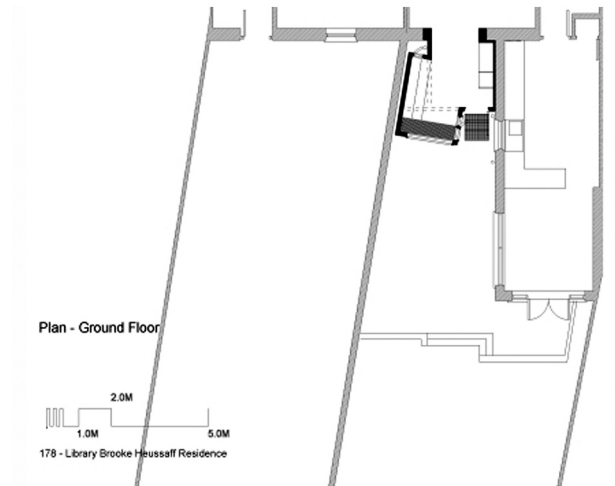 Plan - Ground Floor
2.0M
1.0M
5.0M
178 - Library Brooke Heussaff Residence